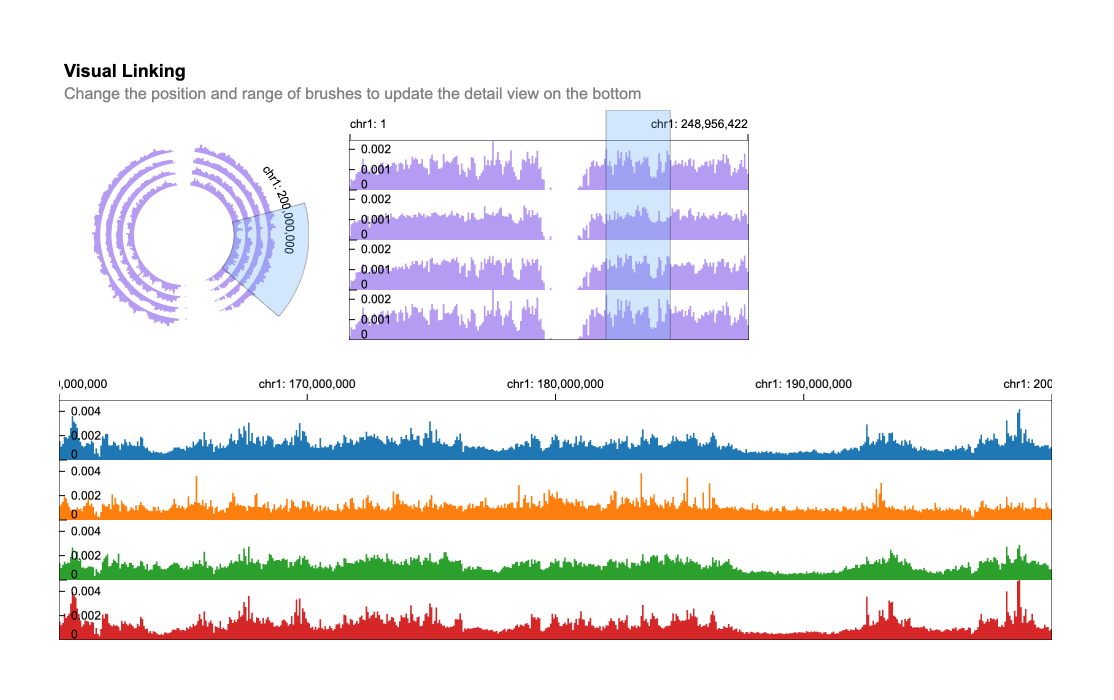 Visual Linking
Change the position and range of brushes to update the detail view on the bottom
chr1: 200,000,000
chr1: 1
chr1: 248,956,422
0.002
0.001
0
0.002
0.001
0
0.002
0.001
0
0.002
0.001
0
0,000,000
chr1: 170,000,000
chr1: 180,000,000
chr1: 190,000,000
chr1: 200
0.004
0.002
0
0.004
0.002
0
0.004
0.002
0
0.004
0.002
0